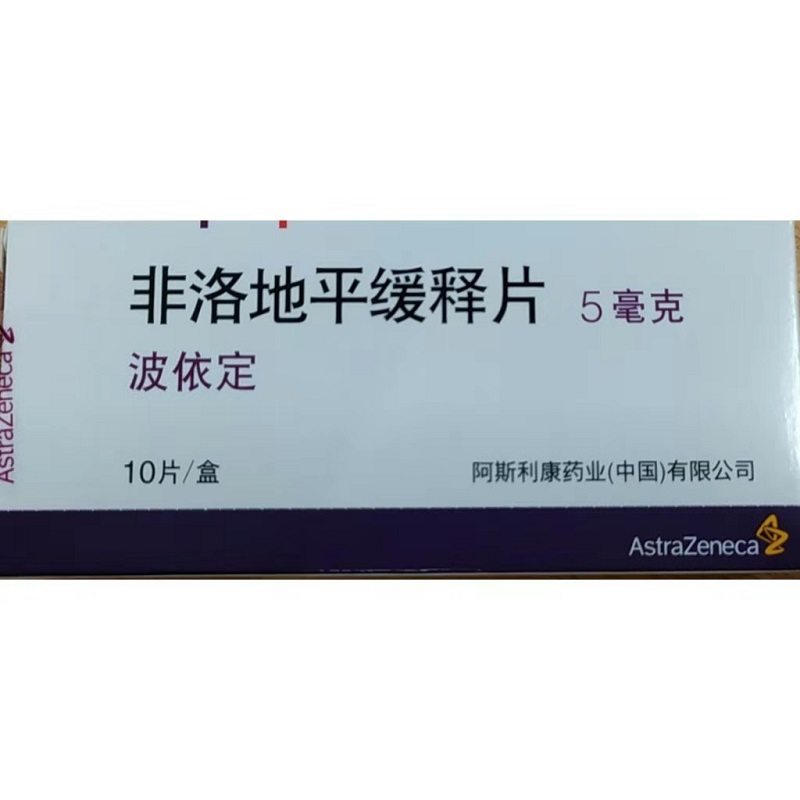 非洛地平缓释片 5毫克
波依定
10片/盒 阿斯利康药业(中国)有限公司
AstraZeneca
AstraZeneca